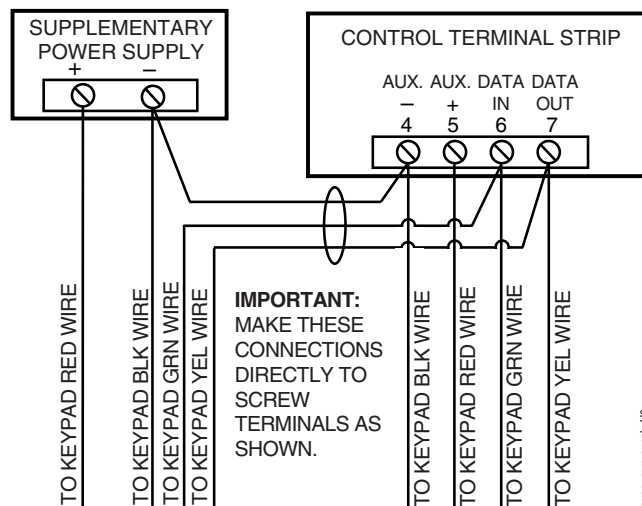 SUPPLEMENTARY
POWER SUPPLY
+ –
CONTROL TERMINAL STRIP
AUX. AUX. DATA DATA
– + IN OUT
4 5 6 7
TO KEYPAD RED WIRE
TO KEYPAD BLK WIRE
TO KEYPAD GRN WIRE
TO KEYPAD YEL WIRE
IMPORTANT:
MAKE THESE
CONNECTIONS
DIRECTLY TO
SCREW
TERMINALS AS
SHOWN.
TO KEYPAD BLK WIRE
TO KEYPAD RED WIRE
TO KEYPAD GRN WIRE
TO KEYPAD YEL WIRE